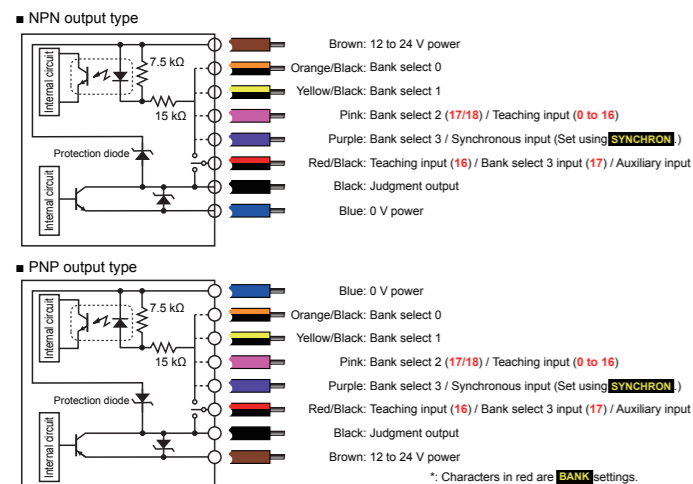 ■ NPN output type
Internal circuit
7.5 kΩ
15 kΩ
Protection diode
Internal circuit
Brown: 12 to 24 V power
Orange/Black: Bank select 0
Yellow/Black: Bank select 1
Pink: Bank select 2 (17/18) / Teaching input (0 to 16)
Purple: Bank select 3 / Synchronous input (Set using SYNCHRON.)
Red/Black: Teaching input (16) / Bank select 3 input (17) / Auxiliary input
Black: Judgment output
Blue: 0 V power
■ PNP output type
Internal circuit
7.5 kΩ
15 kΩ
Protection diode
Internal circuit
Blue: 0 V power
Orange/Black: Bank select 0
Yellow/Black: Bank select 1
Pink: Bank select 2 (17/18) / Teaching input (0 to 16)
Purple: Bank select 3 / Synchronous input (Set using SYNCHRON.)
Red/Black: Teaching input (16) / Bank select 3 input (17) / Auxiliary input
Black: Judgment output
Brown: 12 to 24 V power
*: Characters in red are BANK settings.